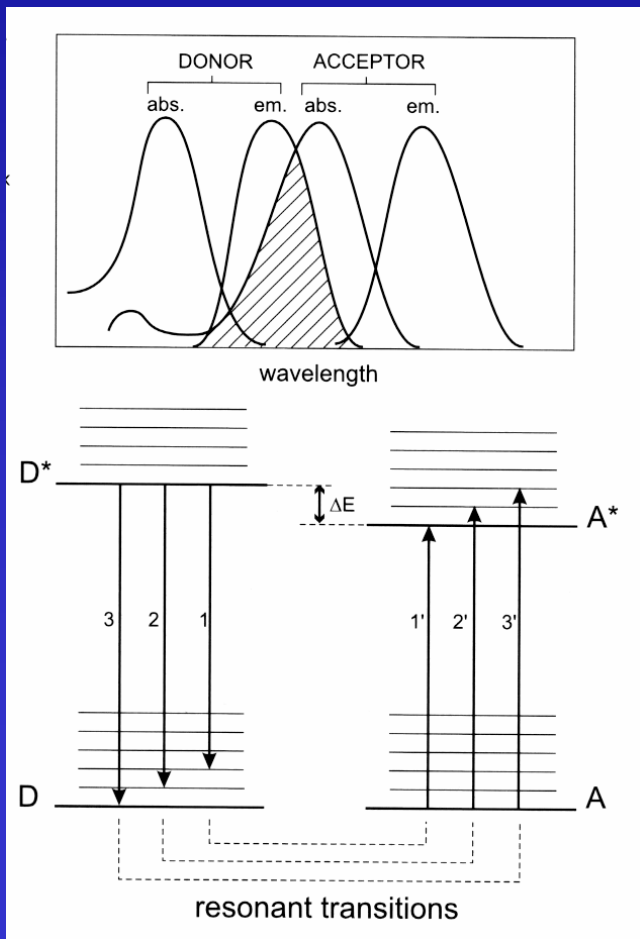 DONOR ACCEPTOR
abs. em. abs. em.
wavelength
D*
ΔE
A*
3 2 1 1' 2' 3'
D A
resonant transitions